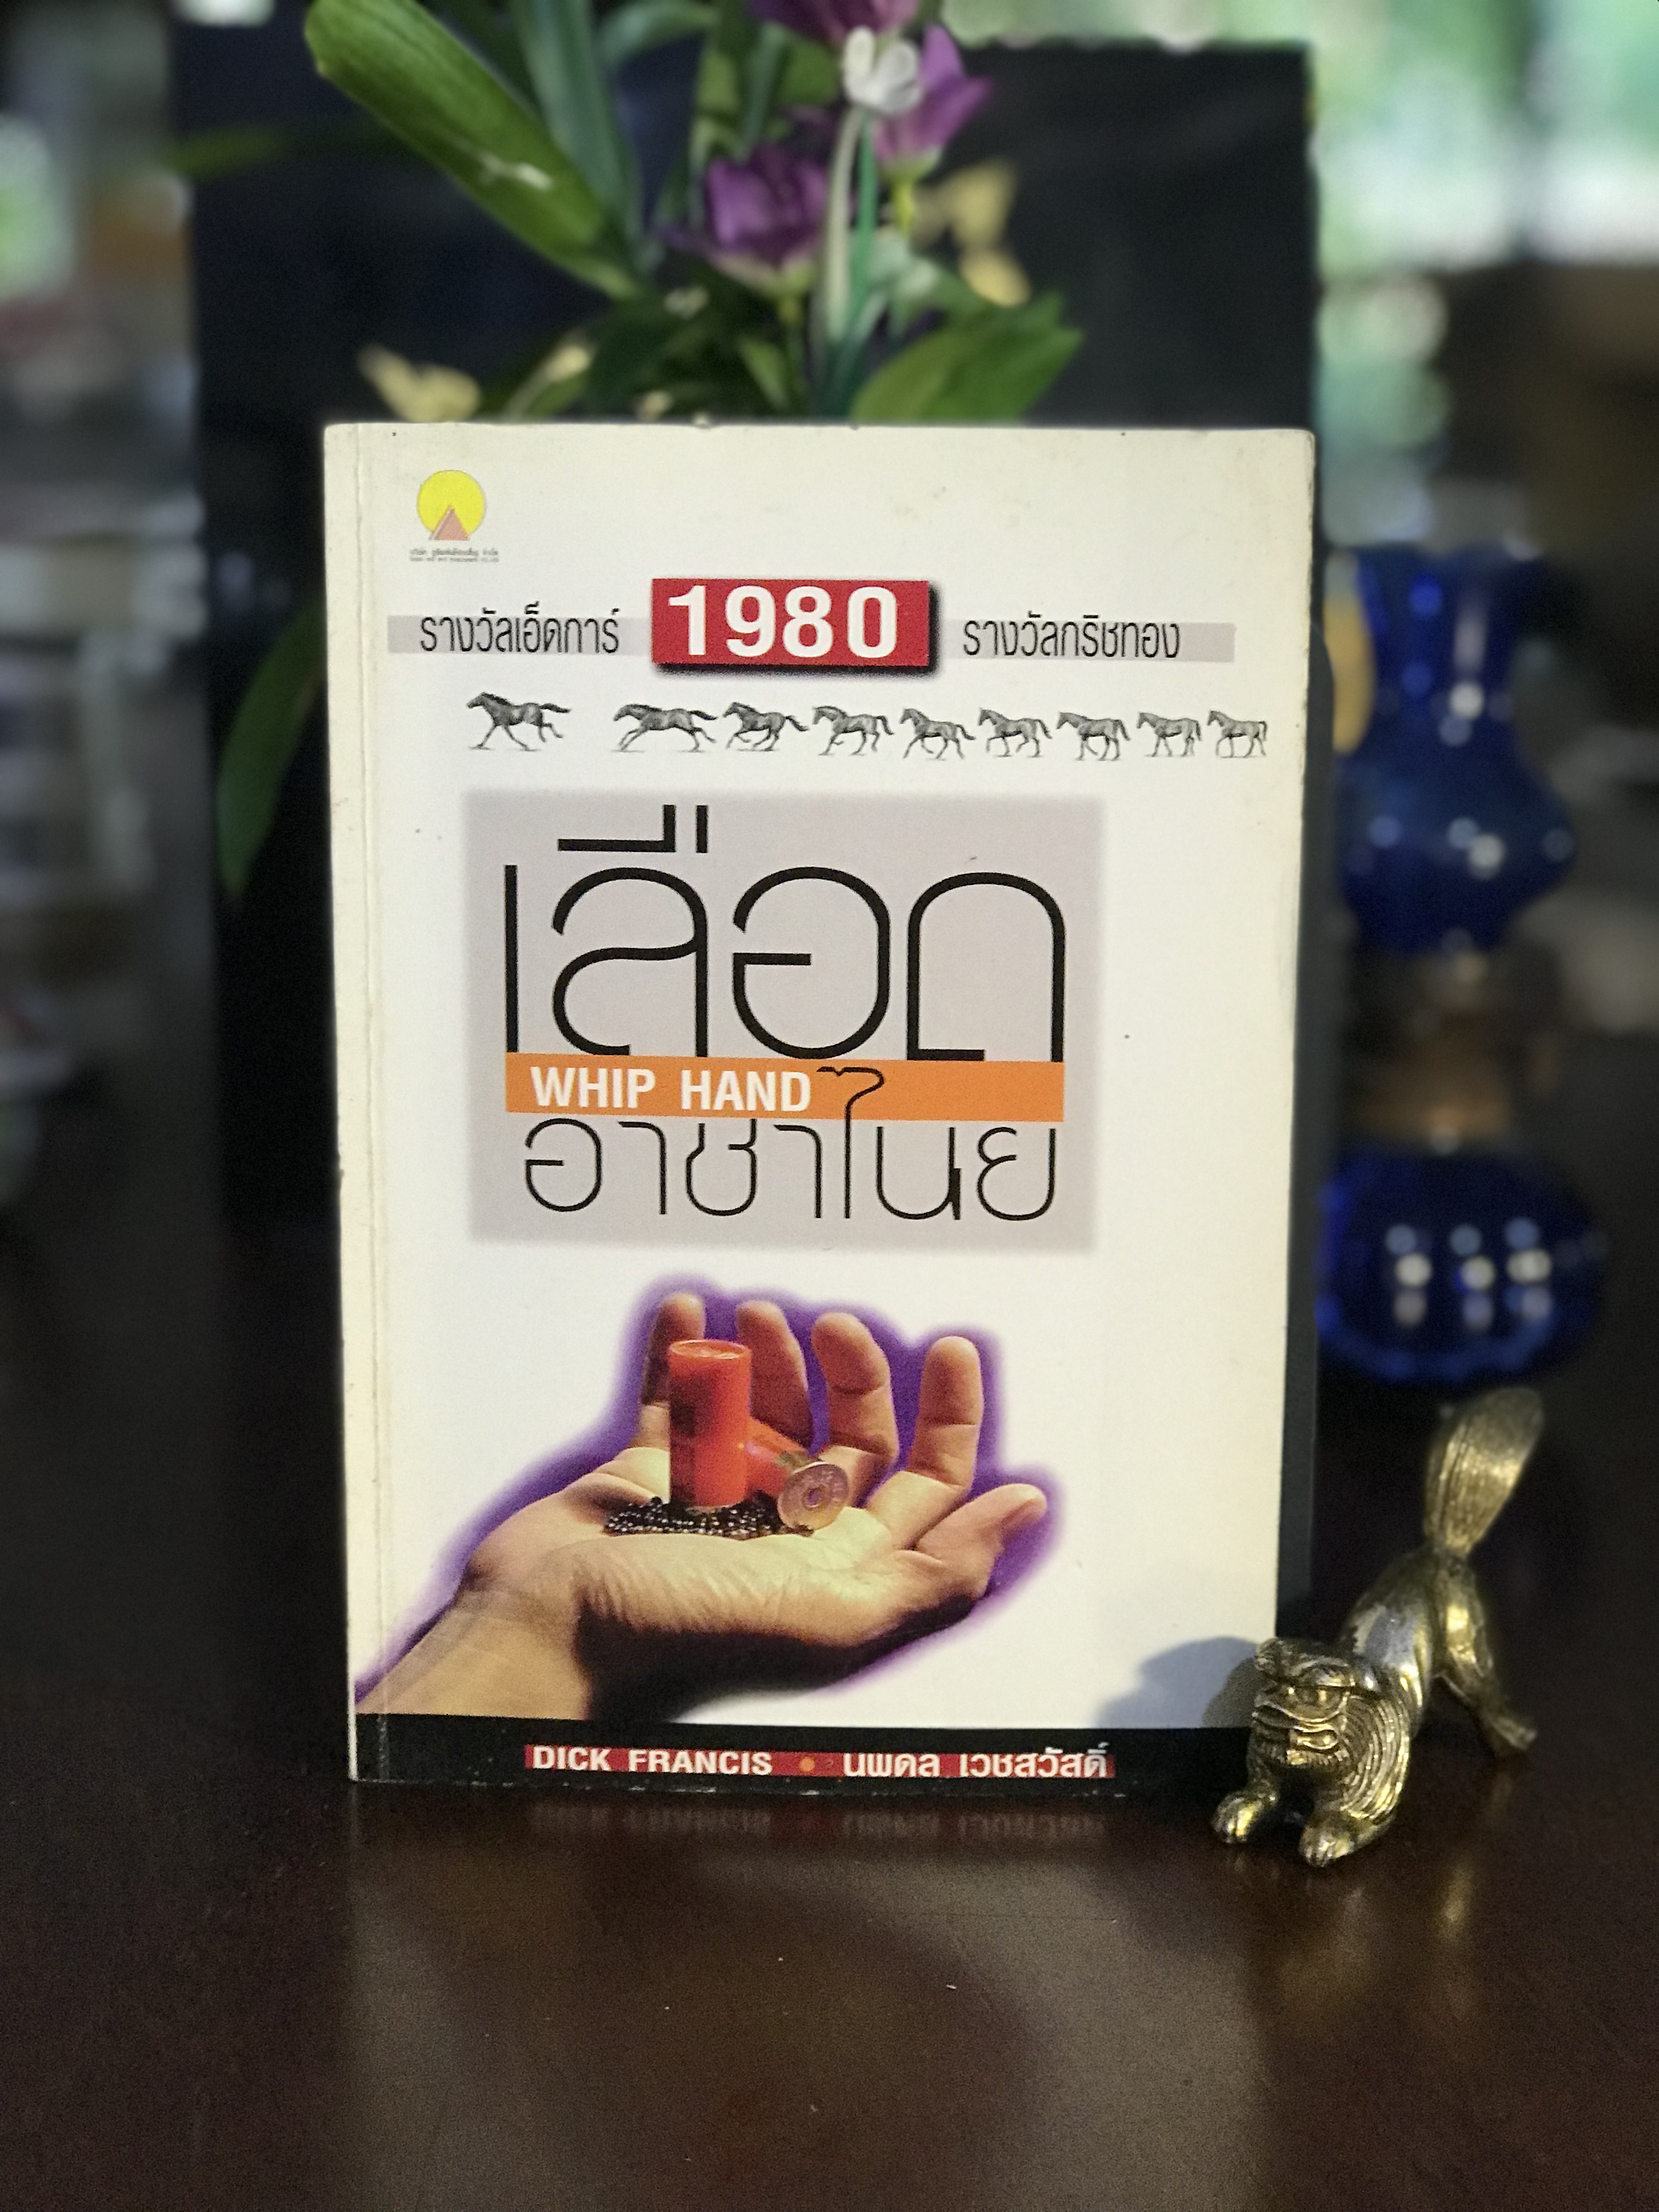 รางวัลเอ็ดการ์ 1980 รางวัลกริชทอง
เลือก
WHIP HAND
อาชาไนย
DICK FRANCIS • นพดล เวชสวัสดิ์